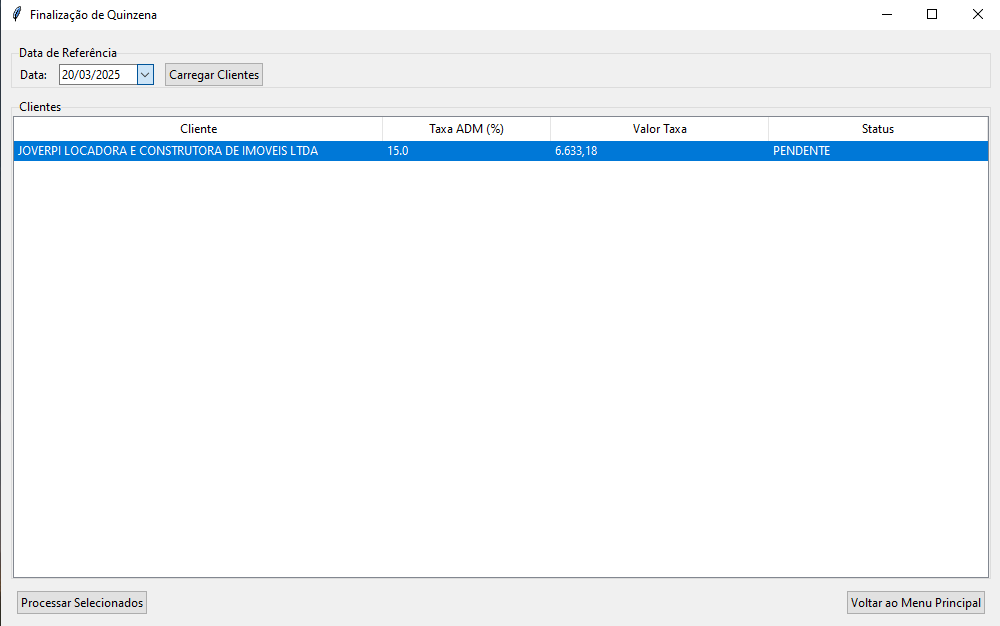 Finalização de Quinzena
Data de Referência
Data: 20/03/2025 Carregar Clientes
Clientes
Cliente Taxa ADM (%) Valor Taxa Status
JOVERPI LOCADORA E CONSTRUTORA DE IMOVEIS LTDA 15.0 6.633,18 PENDENTE
Processar Selecionados Voltar ao Menu Principal